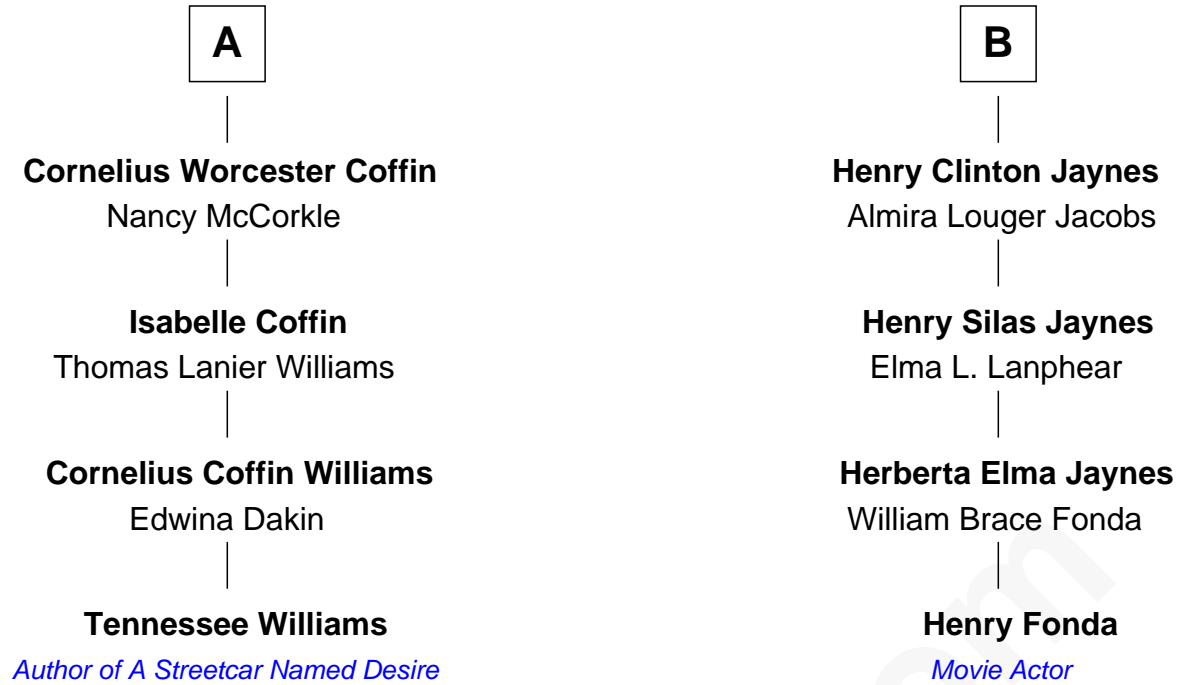 A
Cornelius Worcester Coffin
Nancy McCorkle
Isabelle Coffin
Thomas Lanier Williams
Cornelius Coffin Williams
Edwina Dakin
Tennessee Williams
Author of A Streetcar Named Desire
B
Henry Clinton Jaynes
Almira Louger Jacobs
Henry Silas Jaynes
Elma L. Lanphear
Herberta Elma Jaynes
William Brace Fonda
Henry Fonda
Movie Actor